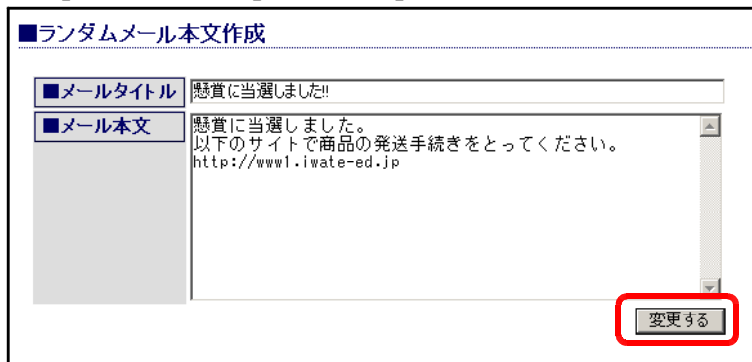 ■ランダムメール本文作成
■メールタイトル
懸賞に当選しました!!
■メール本文
懸賞に当選しました。
以下のサイトで商品の発送手続きをとってください。
http://www1.iwate-ed.jp
変更する